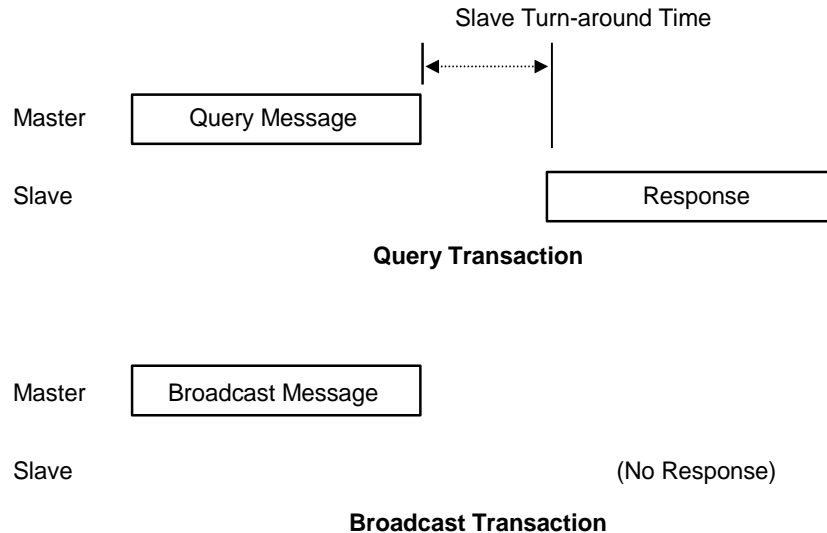 Slave Turn-around Time
Master Query Message
Slave Response
Query Transaction
Master Broadcast Message
Slave (No Response)
Broadcast Transaction